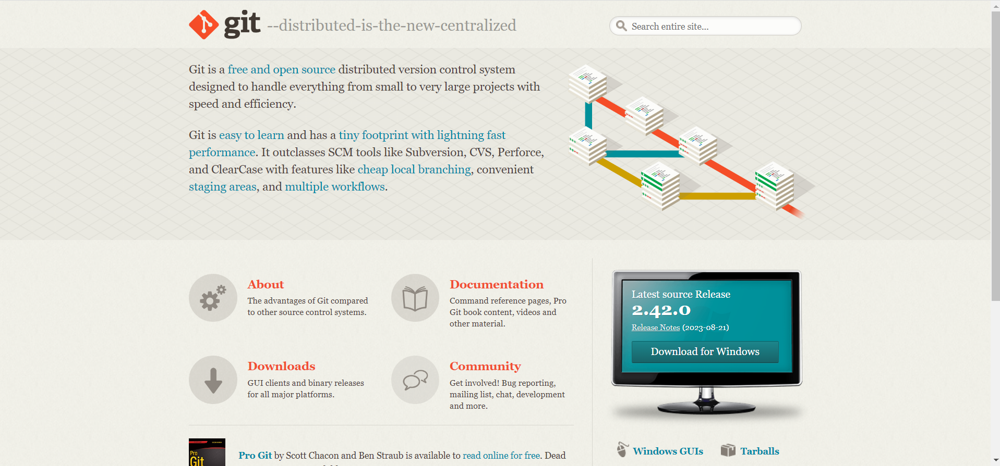 git --distributed-is-the-new-centralized
Search entire site...
Git is a free and open source distributed version control system
designed to handle everything from small to very large projects with
speed and efficiency.
Git is easy to learn and has a tiny footprint with lightning fast
performance. It outclasses SCM tools like Subversion, CVS, Perforce,
and ClearCase with features like cheap local branching, convenient
staging areas, and multiple workflows.
About
The advantages of Git compared
to other source control systems.
Documentation
Command reference pages, Pro
Git book content, videos and
other material.
Downloads
GUI clients and binary releases
for all major platforms.
Community
Get involved! Bug reporting,
mailing list, chat, development
and more.
Latest source Release
2.42.0
Release Notes (2023-08-21)
Download for Windows
Windows GUIs
Tarballs
Pro
Git
Pro Git by Scott Chacon and Ben Straub is available to read online for free. Dead